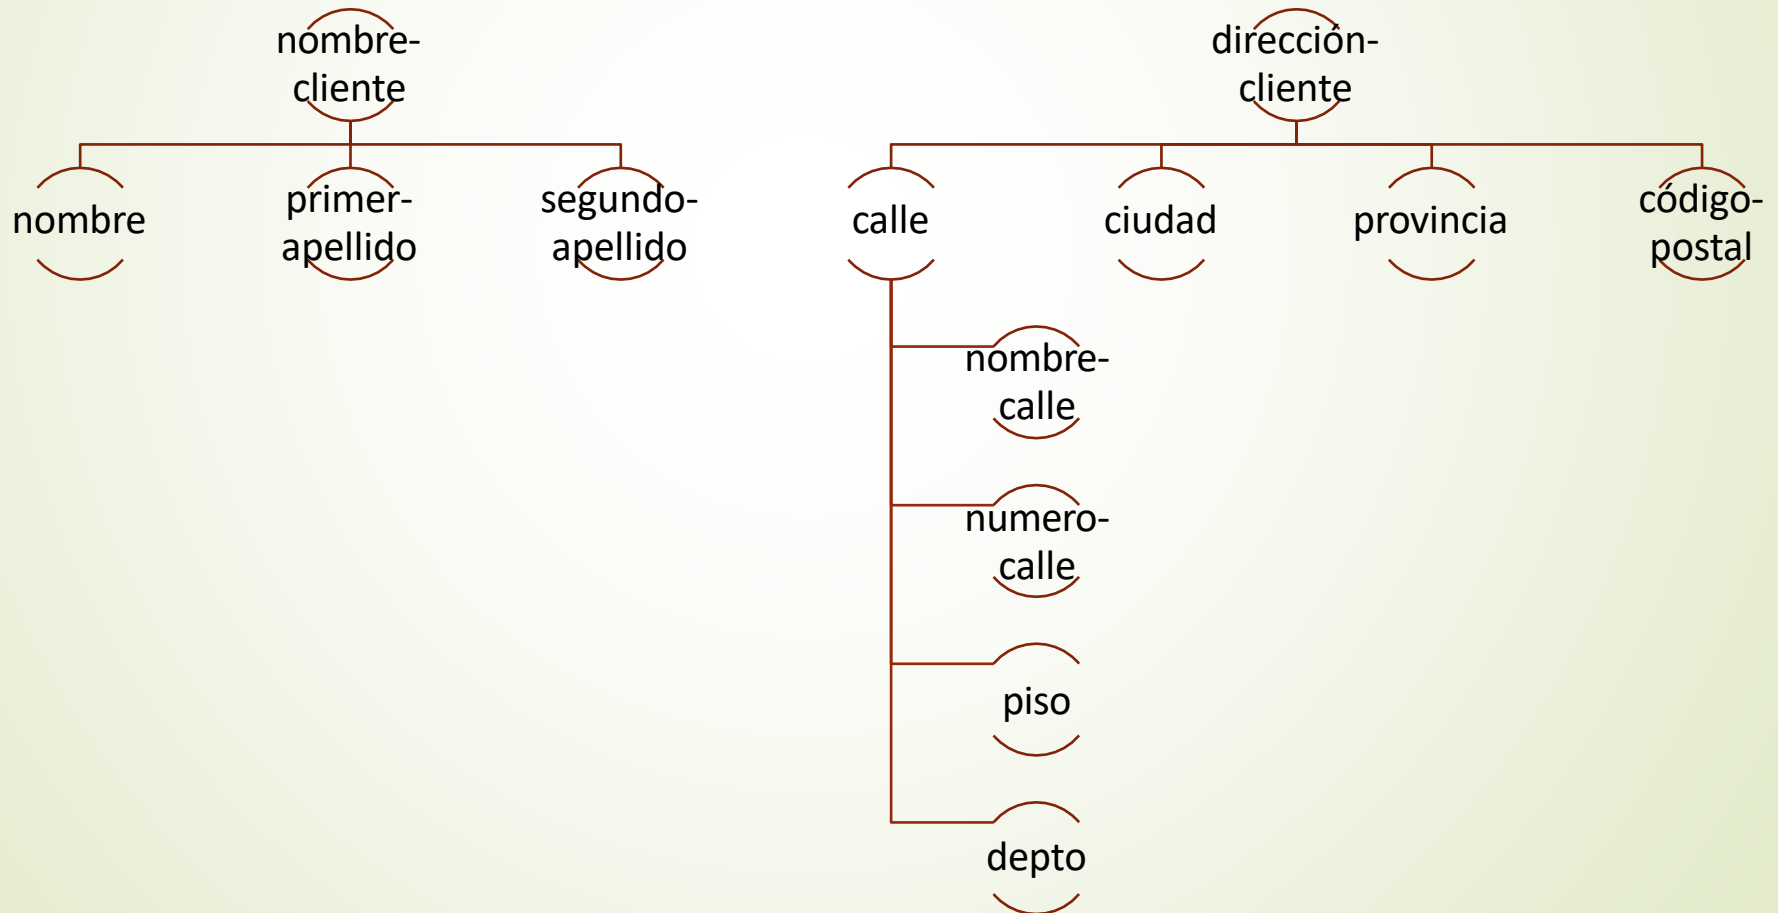 nombre-
cliente
dirección-
cliente
nombre
primer-
apellido
segundo-
apellido
calle
ciudad
provincia
código-
postal
nombre-
calle
numero-
calle
piso
depto